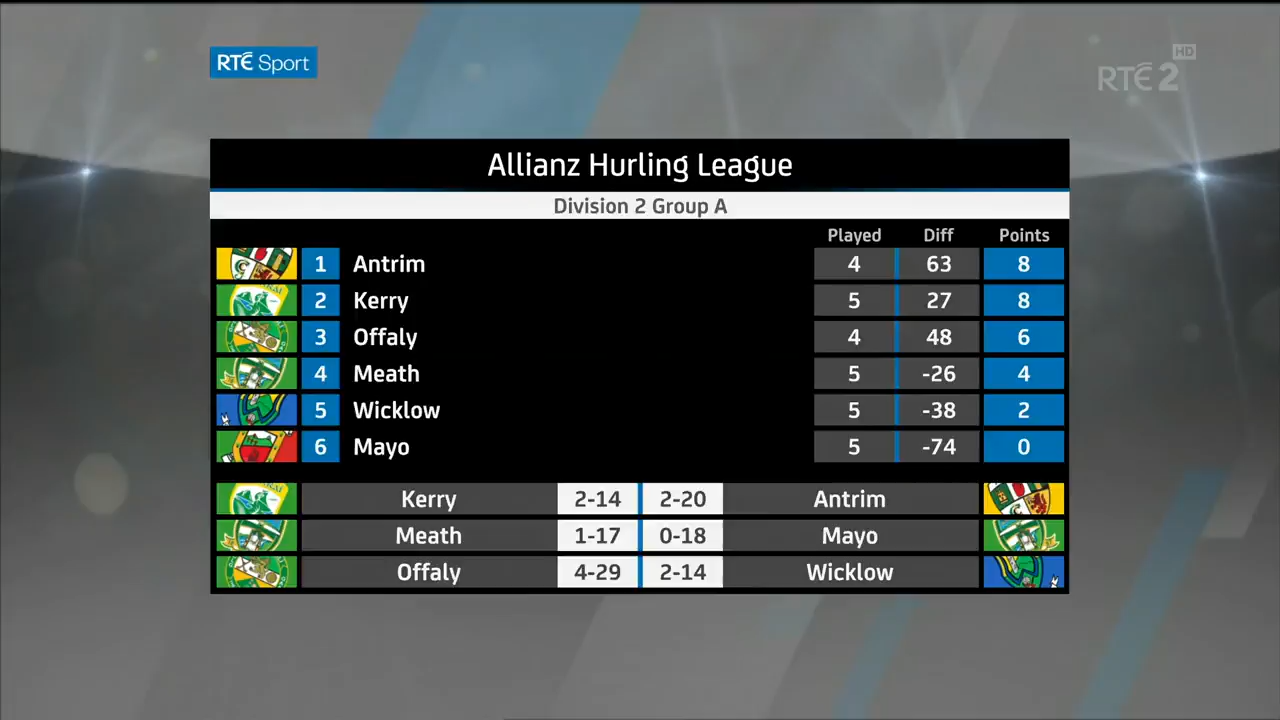 RTÉ Sport
HD
RTÉ 2
Allianz Hurling League
Division 2 Group A
Played Diff Points
1 Antrim 4 63 8
2 Kerry 5 27 8
3 Offaly 4 48 6
4 Meath 5 -26 4
5 Wicklow 5 -38 2
6 Mayo 5 -74 0
Kerry 2-14 2-20 Antrim
Meath 1-17 0-18 Mayo
Offaly 4-29 2-14 Wicklow